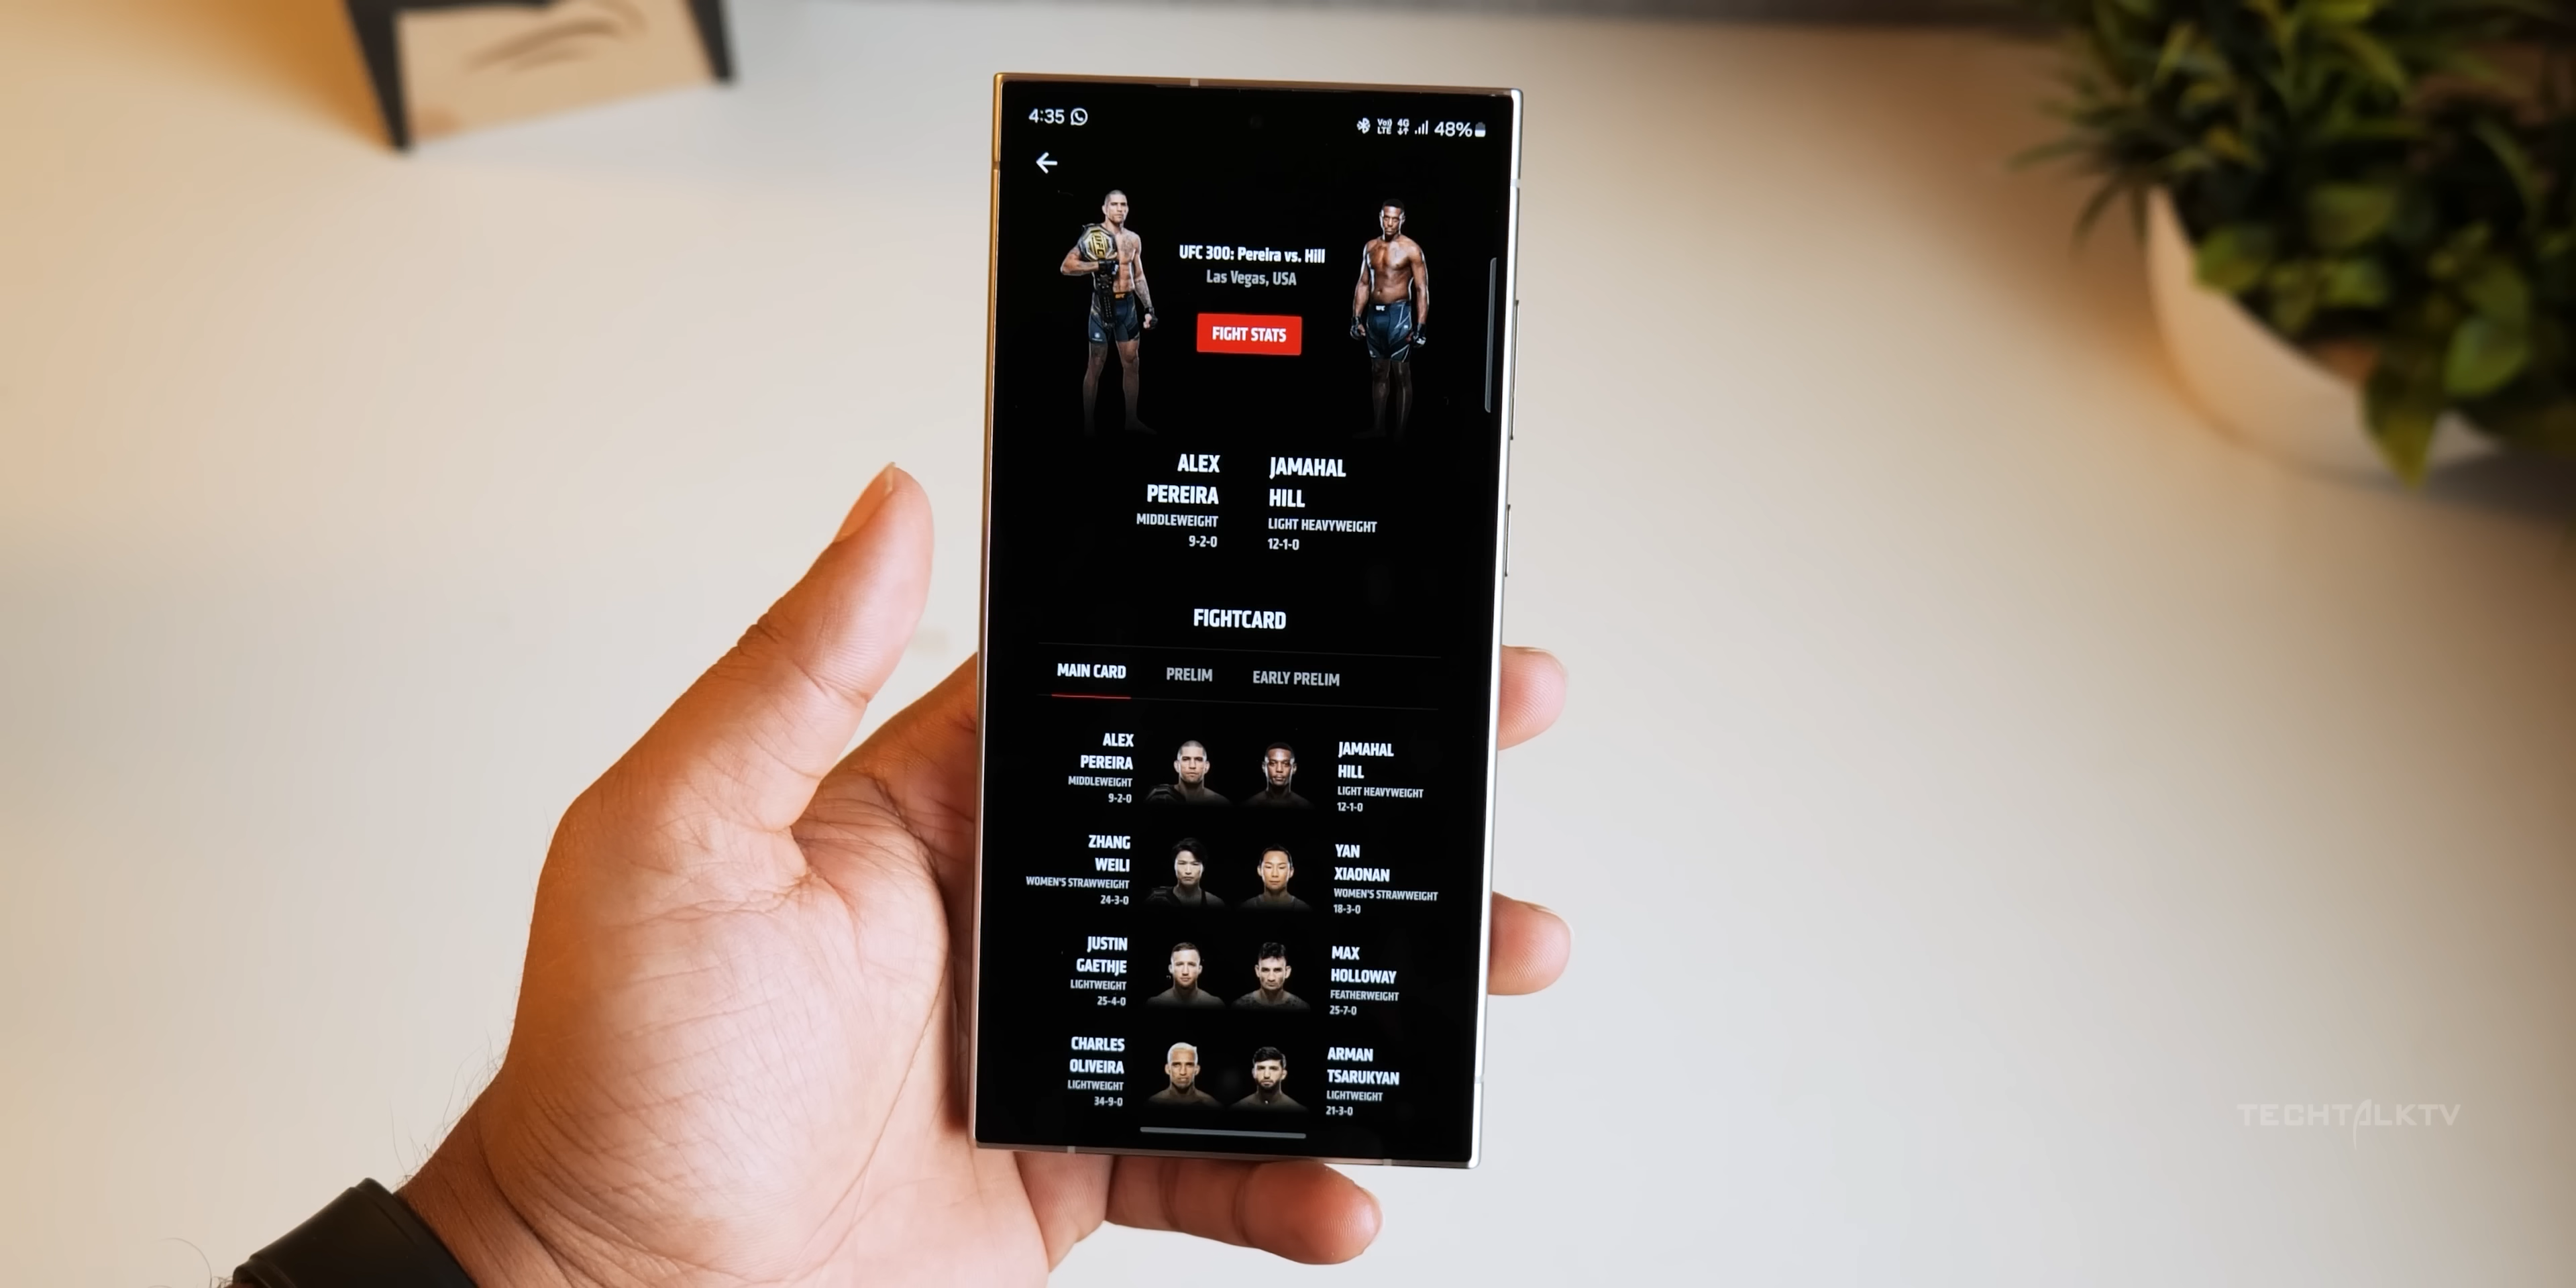 4:35
Vo) 4G 48%
LTE
UFC 300: Pereira vs. Hill
Las Vegas, USA
FIGHT STATS
ALEX
PEREIRA
MIDDLEWEIGHT
9-2-0
JAMAHAL
HILL
LIGHT HEAVYWEIGHT
12-1-0
FIGHTCARD
MAIN CARD PRELIM EARLY PRELIM
ALEX
PEREIRA
MIDDLEWEIGHT
9-2-0
JAMAHAL
HILL
LIGHT HEAVYWEIGHT
12-1-0
ZHANG
WEILI
WOMEN'S STRAWWEIGHT
24-3-0
YAN
XIAONAN
WOMEN'S STRAWWEIGHT
18-3-0
JUSTIN
GAETHJE
LIGHTWEIGHT
25-4-0
MAX
HOLLOWAY
FEATHERWEIGHT
25-7-0
CHARLES
OLIVEIRA
LIGHTWEIGHT
34-9-0
ARMAN
TSARUKYAN
LIGHTWEIGHT
21-3-0
TECHTALKTV